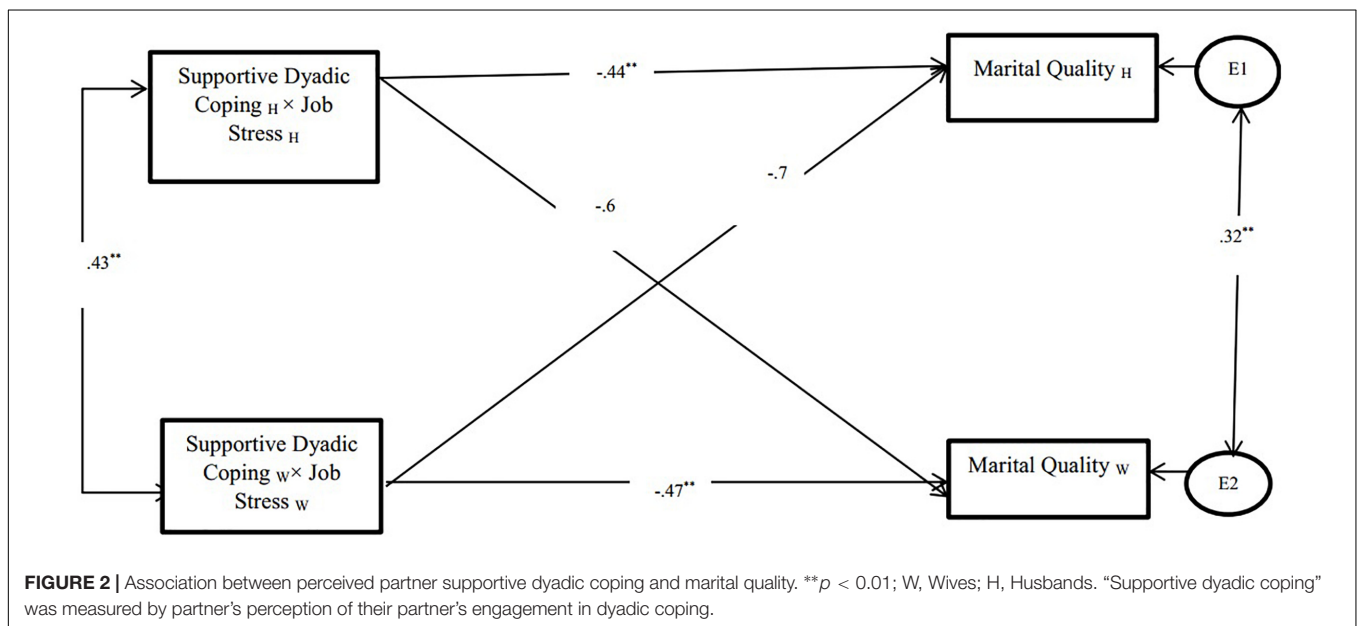 Supportive Dyadic
Coping H × Job
Stress H
-.44**
Marital Quality H
E1
-.7
-.6
.43**
.32**
Supportive Dyadic
Coping W× Job
Stress W
-.47**
Marital Quality W
E2
FIGURE 2 | Association between perceived partner supportive dyadic coping and marital quality. **p < 0.01; W, Wives; H, Husbands. “Supportive dyadic coping”
was measured by partner’s perception of their partner’s engagement in dyadic coping.